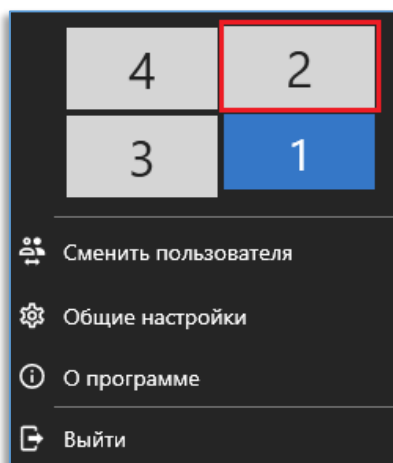 4 2
3 1
Сменить пользователя
Общие настройки
О программе
Выйти